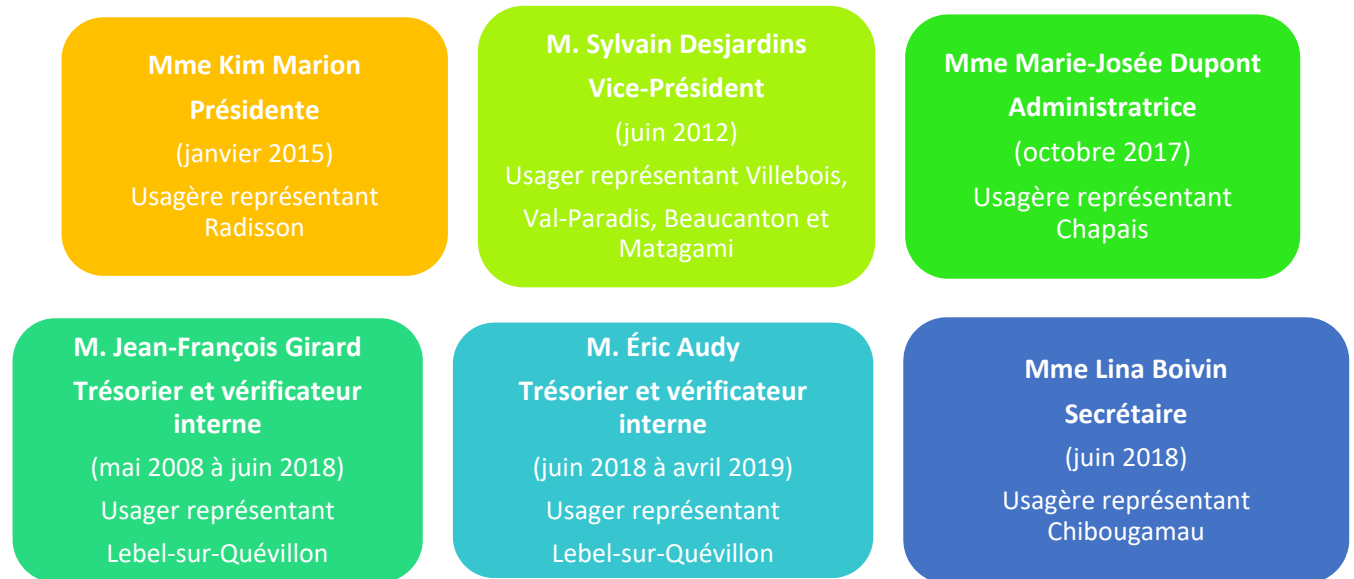 Mme Kim Marion
Présidente
(janvier 2015)
Usagère représentant
Radisson
M. Sylvain Desjardins
Vice-Président
(juin 2012)
Usager représentant Villebois,
Val-Paradis, Beaucanton et
Matagami
Mme Marie-Josée Dupont
Administratrice
(octobre 2017)
Usagère représentant
Chapais
M. Jean-François Girard
Trésorier et vérificateur
interne
(mai 2008 à juin 2018)
Usager représentant
Lebel-sur-Quévillon
M. Éric Audy
Trésorier et vérificateur
interne
(juin 2018 à avril 2019)
Usager représentant
Lebel-sur-Quévillon
Mme Lina Boivin
Secrétaire
(juin 2018)
Usagère représentant
Chibougamau